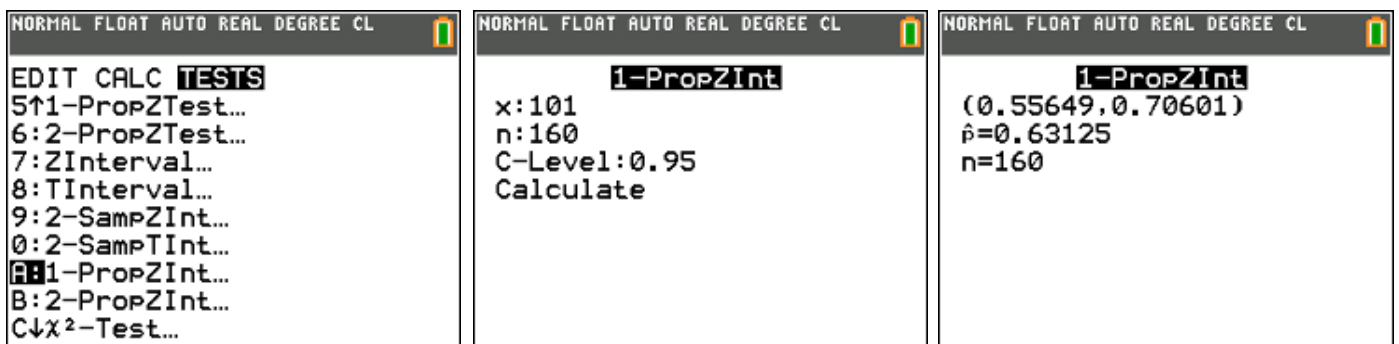 NORMAL FLOAT AUTO REAL DEGREE CL
EDIT CALC TESTS
5↑1-PropZTest…
6:2-PropZTest…
7:ZInterval…
8:TInterval…
9:2-SampZInt…
0:2-SampTInt…
A:1-PropZInt…
B:2-PropZInt…
C↓χ²-Test…
NORMAL FLOAT AUTO REAL DEGREE CL
1-PropZInt
x:101
n:160
C-Level:0.95
Calculate
NORMAL FLOAT AUTO REAL DEGREE CL
1-PropZInt
(0.55649,0.70601)
p̂=0.63125
n=160